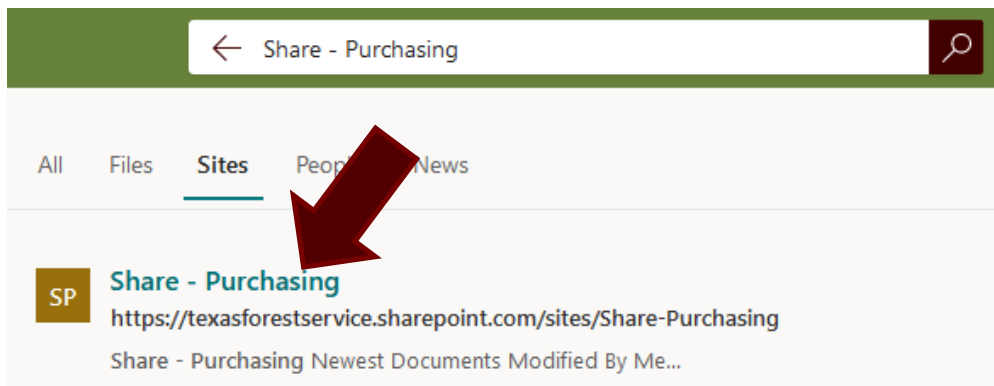 Share - Purchasing
All Files Sites News
Share - Purchasing
SP
https://texasforestservice.sharepoint.com/sites/Share-Purchasing
Share - Purchasing Newest Documents Modified By Me...